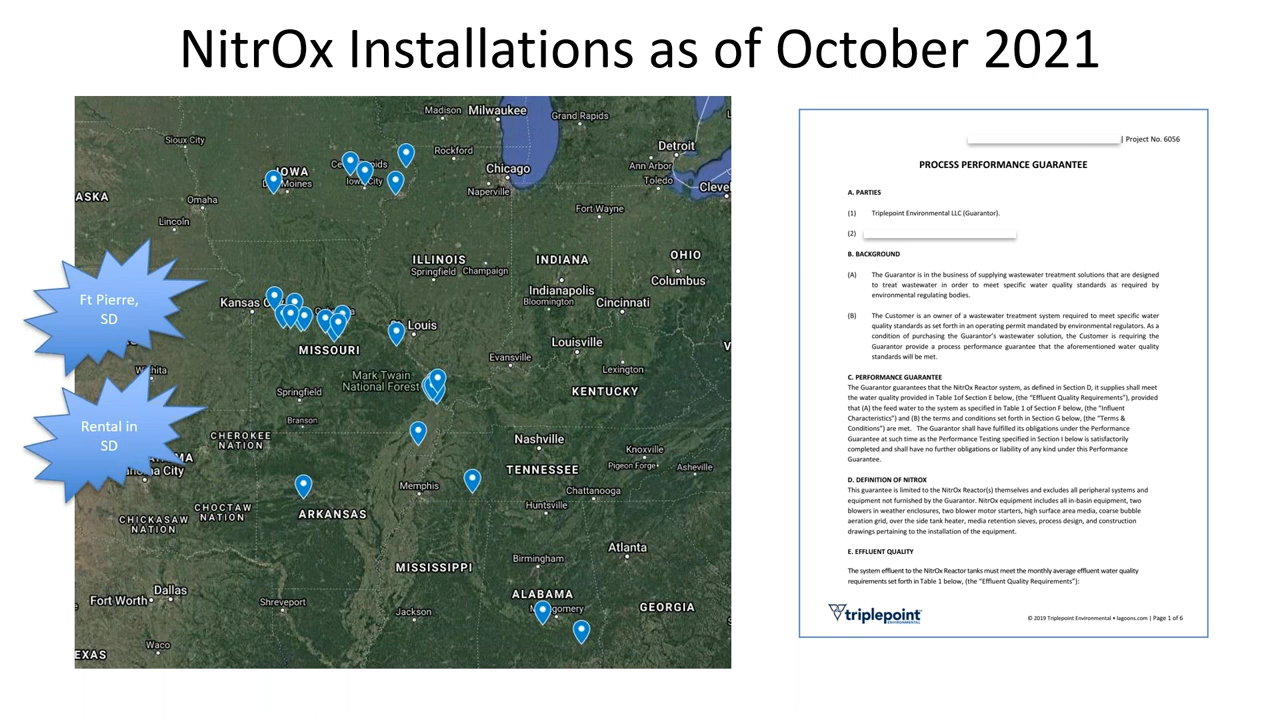 NitrOx Installations as of October 2021
Madison
Milwaukee
Grand Rapids
Sioux City
Rockford
Detroit
Ann Arbor
Chicago
IOWA
Toledo
Naperville
ASKA
Omaha
Fort Wayne
Lincoln
ILLINOIS
INDIANA
OHIO
Springfield
Champaign
Columbus
Indianapolis
Kansas
Bloomington
Cincinnati
Ft Pierre,
SD
Louis
Louisville
MISSOURI
Evansville
Lexington
Mark Twain
National Forest
KENTUCKY
Springfield
Branson
Rental in
SD
CHEROKEE
NATION
Nashville
Knoxville
TENNESSEE
Pigeon Forge
Asheville
Memphis
Chattanooga
Huntsville
CHOCTAW
NATION
CHICKASAW
NATION
ARKANSAS
Atlanta
Birmingham
MISSISSIPPI
Dallas
Fort Worth
Shreveport
ALABAMA
GEORGIA
Jackson
Waco
EXAS
| Project No. 6056
PROCESS PERFORMANCE GUARANTEE
A. PARTIES
(1) Triplepoint Environmental LLC (Guarantor).
(2)
B. BACKGROUND
(A) The Guarantor is in the business of supplying wastewater treatment solutions that are designed
to treat wastewater in order to meet specific water quality standards as required by
environmental regulating bodies.
(B) The Customer is an owner of a wastewater treatment system required to meet specific water
quality standards as set forth in an operating permit mandated by environmental regulators. As a
condition of purchasing the Guarantor's wastewater solution, the Customer is requiring the
Guarantor provide a process performance guarantee that the aforementioned water quality
standards will be met.
C. PERFORMANCE GUARANTEE
The Guarantor guarantees that the NitrOx Reactor system, as defined in Section D, it supplies shall meet
the water quality provided in Table 1of Section E below, (the "Effluent Quality Requirements"), provided
that (A) the feed water to the system as specified in Table 1 of Section F below, (the "Influent
Characteristics") and (B) the terms and conditions set forth in Section G below, (the "Terms &
Conditions") are met. The Guarantor shall have fulfilled its obligations under the Performance
Guarantee at such time as the Performance Testing specified in Section I below is satisfactorily
completed and shall have no further obligations or liability of any kind under this Performance
Guarantee.
D. DEFINITION OF NITROX
This guarantee is limited to the NitrOx Reactor(s) themselves and excludes all peripheral systems and
equipment not furnished by the Guarantor. NitrOx equipment includes all in-basin equipment, two
blowers in weather enclosures, two blower motor starters, high surface area media, coarse bubble
aeration grid, over the side tank heater, media retention sieves, process design, and construction
drawings pertaining to the installation of the equipment.
E. EFFLUENT QUALITY
The system effluent to the NitrOx Reactor tanks must meet the monthly average effluent water quality
requirements set forth in Table 1 below, (the "Effluent Quality Requirements"):
triplepoint
ENVIRONMENTAL
© 2019 Triplepoint Environmental • lagoons.com | Page 1 of 6